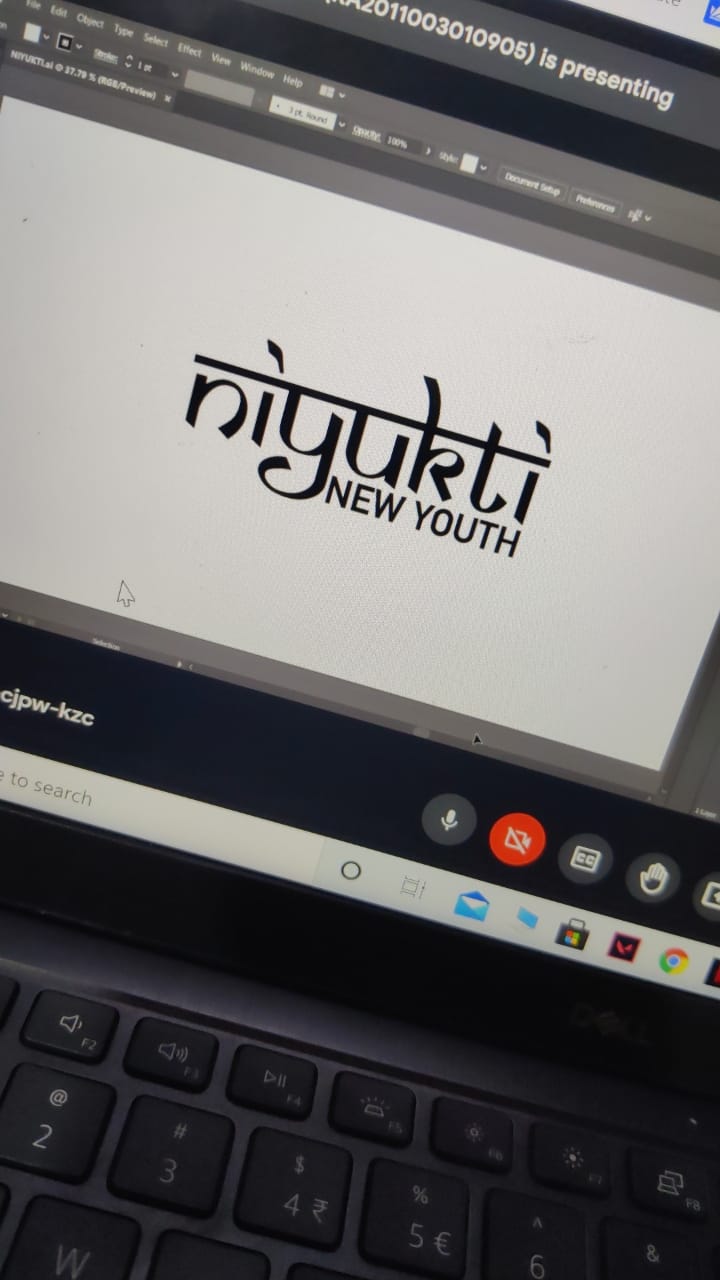 (RA2011003010905) is presenting
File Edit Object Type Select Effect View Window Help
Stroke: 1 pt 3 pt. Round Opacity: 100% Style: Document Setup Preferences
NIYUKTI.ai @ 37.79 % (RGB/Preview)
niyukti
NEW YOUTH
Selection
cjpw-kzc
to search
CC
DELL
F2 F3 F4 F5 F6 F7 F8
@ # $ % ^ &
2 3 4 ₹ 5 € 6
W